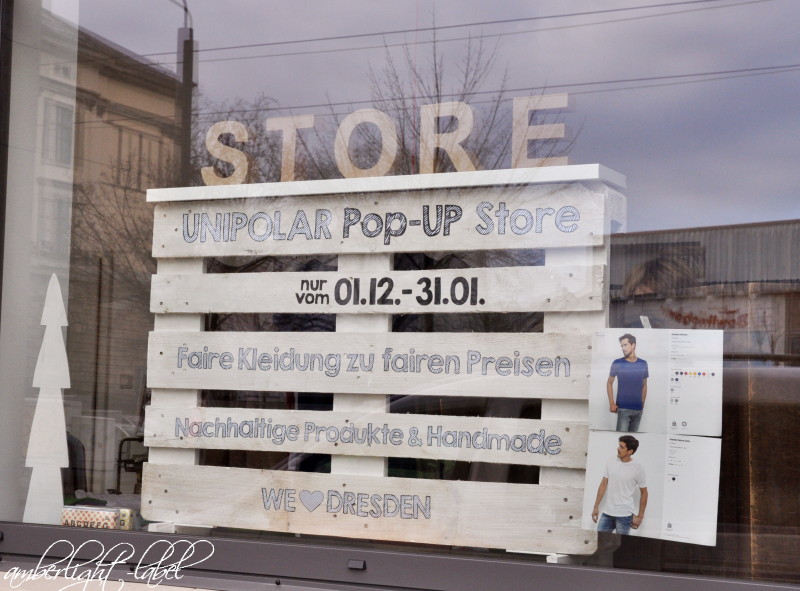 STORE
UNIPOLAR Pop-UP Store
nur
vom 01.12.-31.01.
Faire Kleidung zu fairen Preisen
Nachhaltige Produkte & Handmade
WE ♥ DRESDEN
amberlight-label